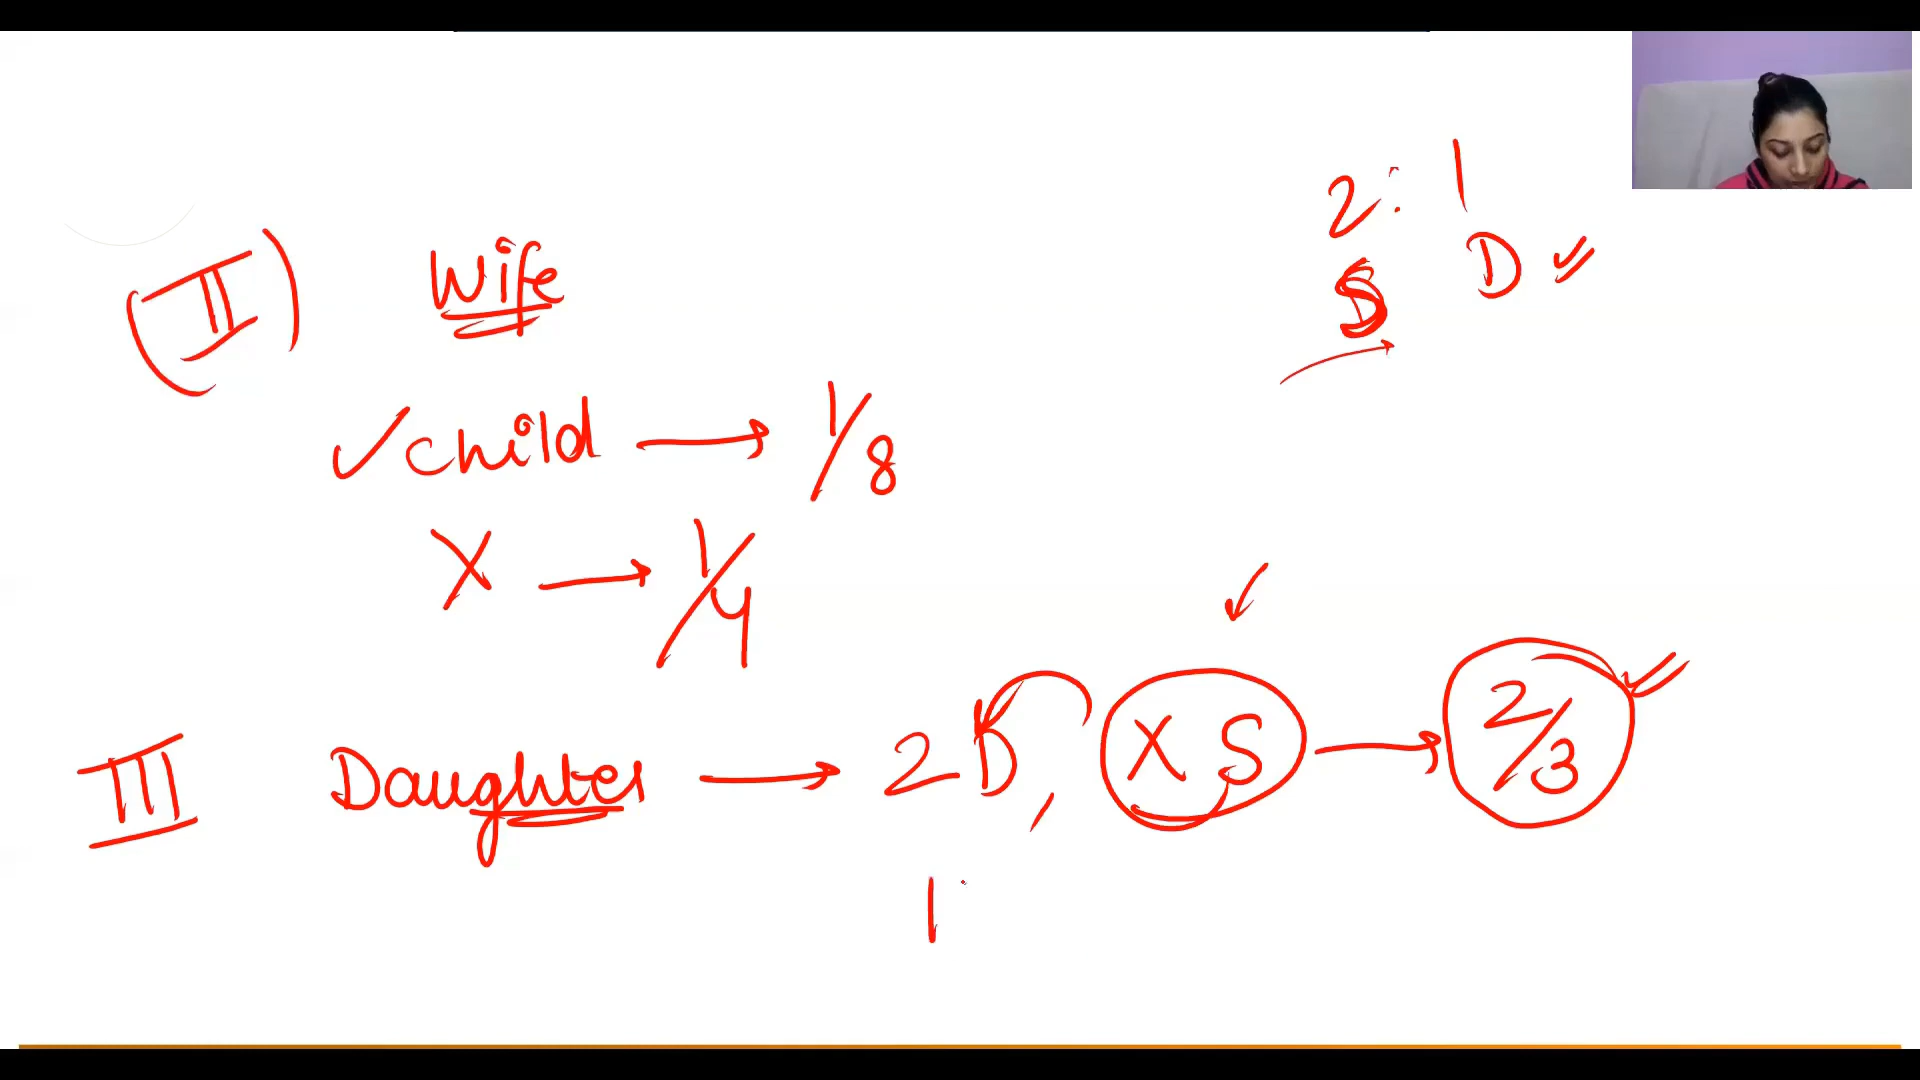 2 : 1
S D
(II) Wife
✓ child → 1/8
X → 1/4
III Daughter → 2 D, X S → 2/3
1